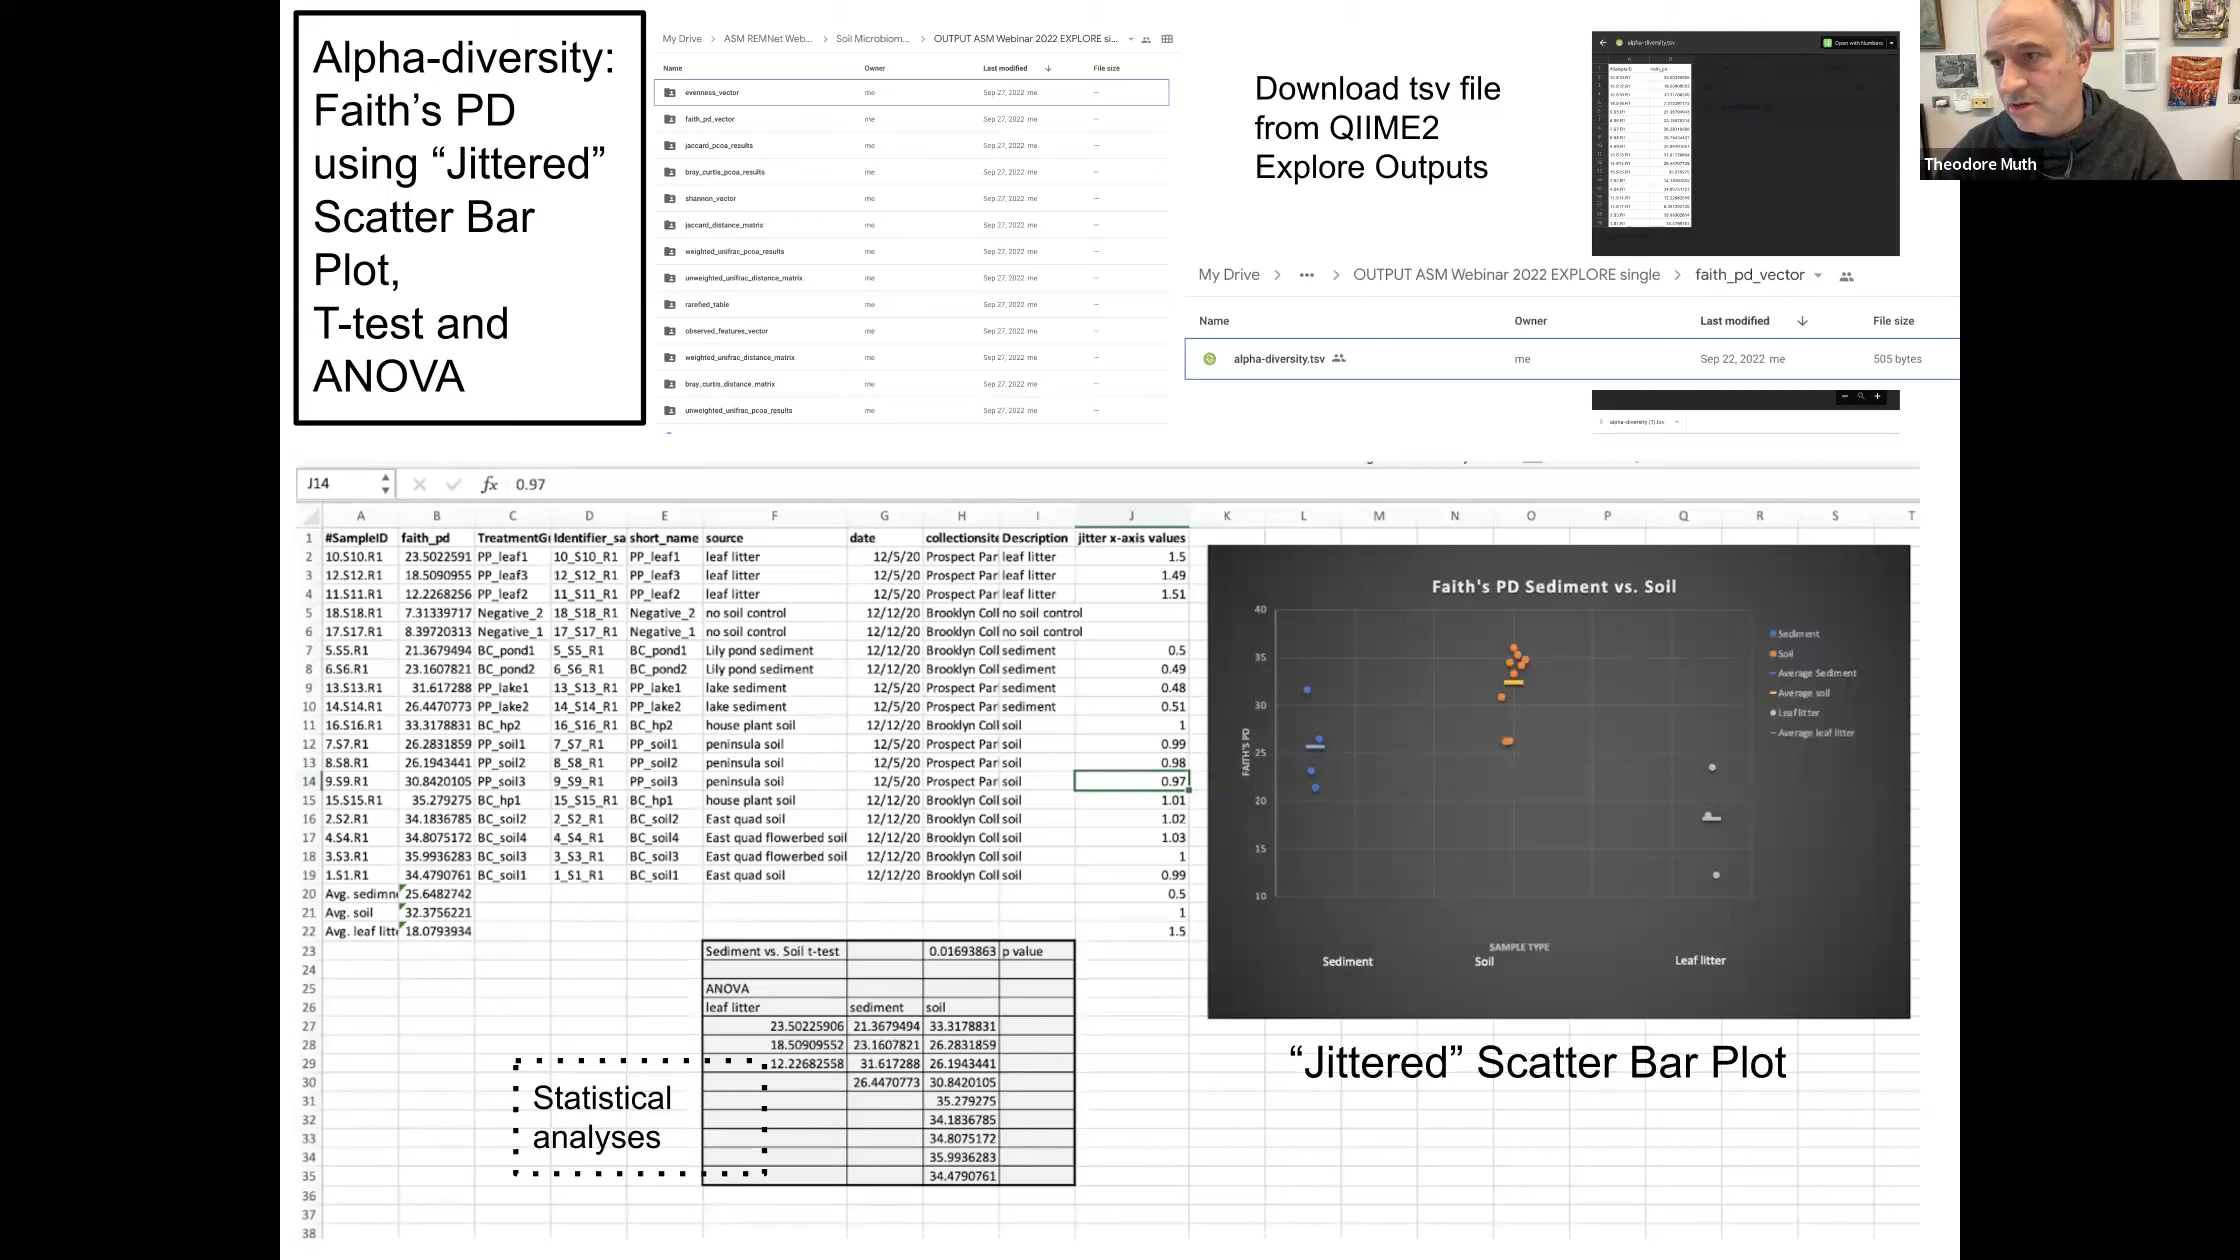 Alpha-diversity:
Faith's PD
using “Jittered”
Scatter Bar
Plot,
T-test and
ANOVA
My Drive > ASM REMNet Web... > Soil Microbiom... > OUTPUT ASM Webinar 2022 EXPLORE si...
Name Owner Last modified File size
evenness_vector me Sep 27, 2022 me –
faith_pd_vector me Sep 27, 2022 me –
jaccard_pcoa_results me Sep 27, 2022 me –
bray_curtis_pcoa_results me Sep 27, 2022 me –
shannon_vector me Sep 27, 2022 me –
jaccard_distance_matrix me Sep 27, 2022 me –
weighted_unifrac_pcoa_results me Sep 27, 2022 me –
unweighted_unifrac_distance_matrix me Sep 27, 2022 me –
rarefied_table me Sep 27, 2022 me –
observed_features_vector me Sep 27, 2022 me –
weighted_unifrac_distance_matrix me Sep 27, 2022 me –
bray_curtis_distance_matrix me Sep 27, 2022 me –
unweighted_unifrac_pcoa_results me Sep 27, 2022 me –
Download tsv file
from QIIME2
Explore Outputs
alpha-diversity.tsv Open with Numbers
#SampleID faith_pd
Theodore Muth
My Drive > ... > OUTPUT ASM Webinar 2022 EXPLORE single > faith_pd_vector
Name Owner Last modified File size
alpha-diversity.tsv me Sep 22, 2022 me 505 bytes
alpha-diversity (1).tsv
J14 fx 0.97
A B C D E F G H I J K L M N O P Q R S T
1 #SampleID faith_pd TreatmentGr Identifier_sa short_name source date collectionsite Description jitter x-axis values
2 10.S10.R1 23.5022591 PP_leaf1 10_S10_R1 PP_leaf1 leaf litter 12/5/20 Prospect Par leaf litter 1.5
3 12.S12.R1 18.5090955 PP_leaf3 12_S12_R1 PP_leaf3 leaf litter 12/5/20 Prospect Par leaf litter 1.49
4 11.S11.R1 12.2268256 PP_leaf2 11_S11_R1 PP_leaf2 leaf litter 12/5/20 Prospect Par leaf litter 1.51
5 18.S18.R1 7.31339717 Negative_2 18_S18_R1 Negative_2 no soil control 12/12/20 Brooklyn Coll no soil control
6 17.S17.R1 8.39720313 Negative_1 17_S17_R1 Negative_1 no soil control 12/12/20 Brooklyn Coll no soil control
7 5.S5.R1 21.3679494 BC_pond1 5_S5_R1 BC_pond1 Lily pond sediment 12/12/20 Brooklyn Coll sediment 0.5
8 6.S6.R1 23.1607821 BC_pond2 6_S6_R1 BC_pond2 Lily pond sediment 12/12/20 Brooklyn Coll sediment 0.49
9 13.S13.R1 31.617288 PP_lake1 13_S13_R1 PP_lake1 lake sediment 12/5/20 Prospect Par sediment 0.48
10 14.S14.R1 26.4470773 PP_lake2 14_S14_R1 PP_lake2 lake sediment 12/5/20 Prospect Par sediment 0.51
11 16.S16.R1 33.3178831 BC_hp2 16_S16_R1 BC_hp2 house plant soil 12/12/20 Brooklyn Coll soil 1
12 7.S7.R1 26.2831859 PP_soil1 7_S7_R1 PP_soil1 peninsula soil 12/5/20 Prospect Par soil 0.99
13 8.S8.R1 26.1943441 PP_soil2 8_S8_R1 PP_soil2 peninsula soil 12/5/20 Prospect Par soil 0.98
14 9.S9.R1 30.8420105 PP_soil3 9_S9_R1 PP_soil3 peninsula soil 12/5/20 Prospect Par soil 0.97
15 15.S15.R1 35.279275 BC_hp1 15_S15_R1 BC_hp1 house plant soil 12/12/20 Brooklyn Coll soil 1.01
16 2.S2.R1 34.1836785 BC_soil2 2_S2_R1 BC_soil2 East quad soil 12/12/20 Brooklyn Coll soil 1.02
17 4.S4.R1 34.8075172 BC_soil4 4_S4_R1 BC_soil4 East quad flowerbed soil 12/12/20 Brooklyn Coll soil 1.03
18 3.S3.R1 35.9936283 BC_soil3 3_S3_R1 BC_soil3 East quad flowerbed soil 12/12/20 Brooklyn Coll soil 1
19 1.S1.R1 34.4790761 BC_soil1 1_S1_R1 BC_soil1 East quad soil 12/12/20 Brooklyn Coll soil 0.99
20 Avg. sedimn 25.6482742 0.5
21 Avg. soil 32.3756221 1
22 Avg. leaf litt 18.0793934 1.5
23 Sediment vs. Soil t-test 0.01693863 p value
24
25 ANOVA
26 leaf litter sediment soil
27 23.50225906 21.3679494 33.3178831
28 18.50909552 23.1607821 26.2831859
29 12.22682558 31.617288 26.1943441
30 26.4470773 30.8420105
31 35.279275
32 34.1836785
33 34.8075172
34 35.9936283
35 34.4790761
36
37
38
Statistical
analyses
Faith's PD Sediment vs. Soil
40
35
30
25
20
15
10
FAITH'S PD
Sediment
Soil
Average Sediment
Average soil
Leaf litter
Average leaf litter
SAMPLE TYPE
Sediment Soil Leaf litter
“Jittered” Scatter Bar Plot